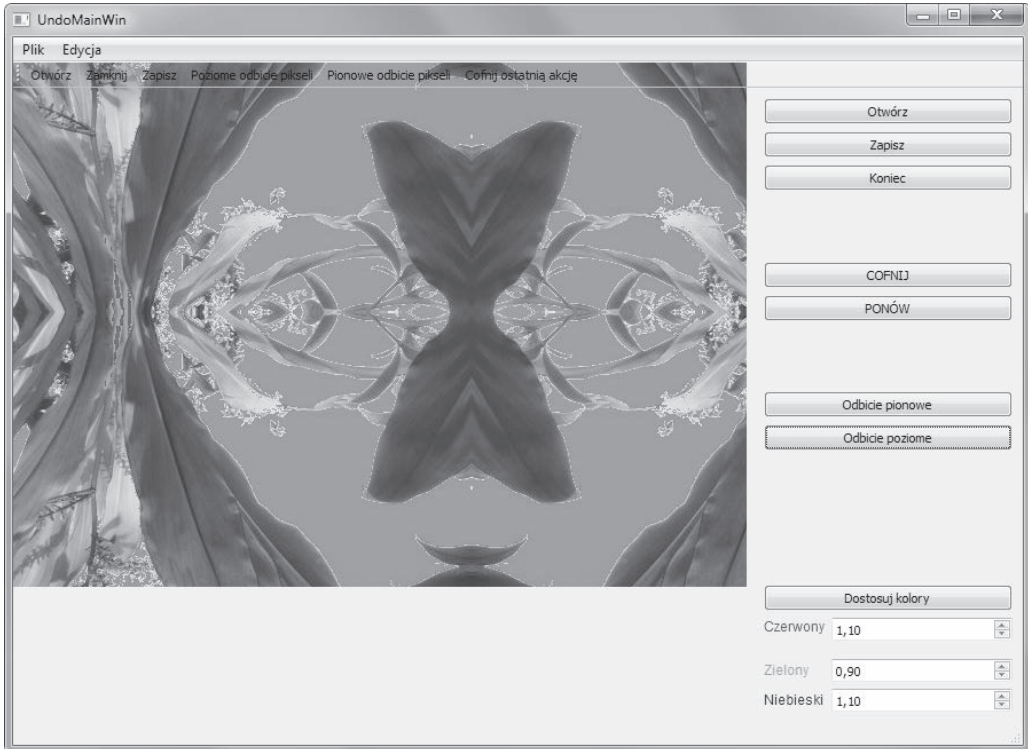 UndoMainWin
Plik Edycja
Otwórz Zamknij Zapisz Poziome odbicie pikseli Pionowe odbicie pikseli Cofnij ostatnią akcję
Otwórz
Zapisz
Koniec
COFNIJ
PONÓW
Odbicie pionowe
Odbicie poziome
Dostosuj kolory
Czerwony 1,10
Zielony 0,90
Niebieski 1,10